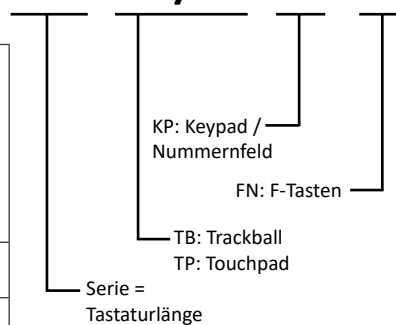 KP: Keypad /
Nummernfeld
FN: F-Tasten
TB: Trackball
TP: Touchpad
Serie =
Tastaturlänge